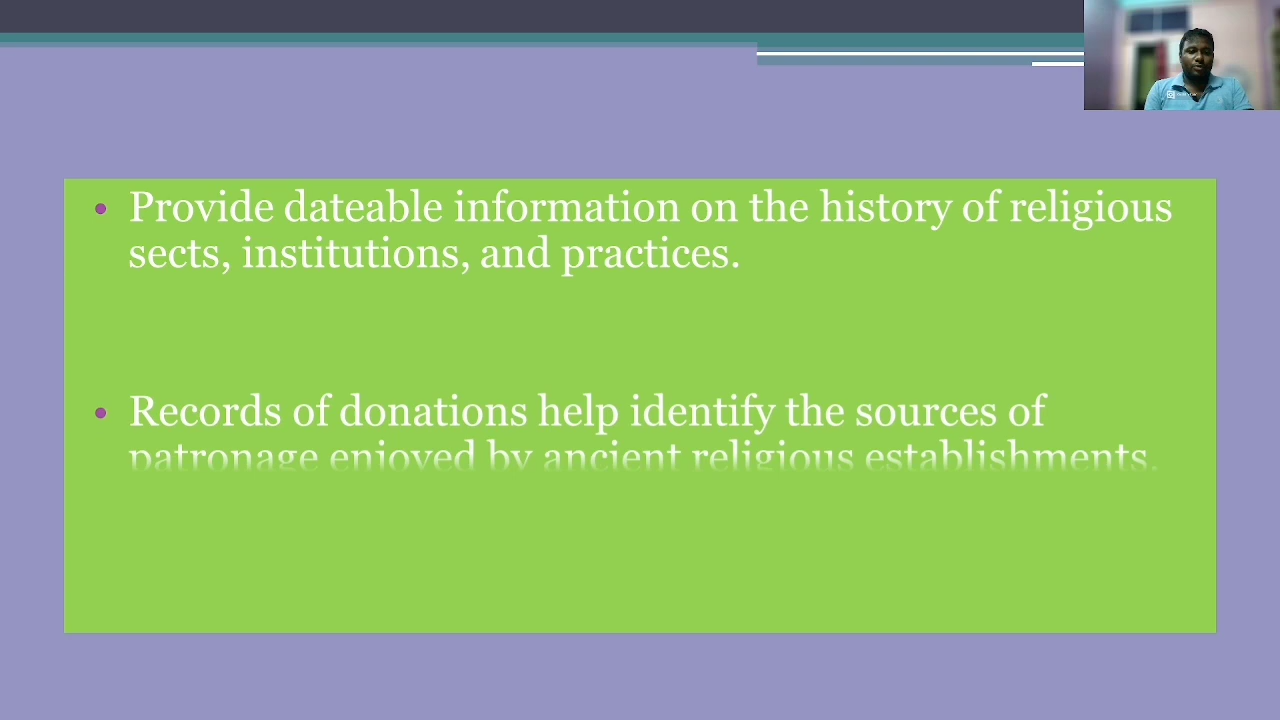 • Provide dateable information on the history of religious
sects, institutions, and practices.
• Records of donations help identify the sources of
patronage enjoyed by ancient religious establishments.